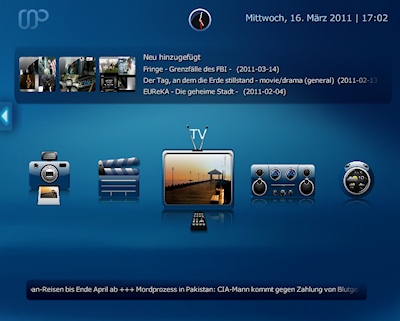 mp
Mittwoch, 16. März 2011 | 17:02
Neu hinzugefügt
Fringe - Grenzfälle des FBI - (2011-03-14)
Der Tag, an dem die Erde stillstand - movie/drama (general) (2011-02-13
EUReKA - Die geheime Stadt - (2011-02-04)
TV
an-Reisen bis Ende April ab +++ Mordprozess in Pakistan: CIA-Mann kommt gegen Zahlung von Blutge